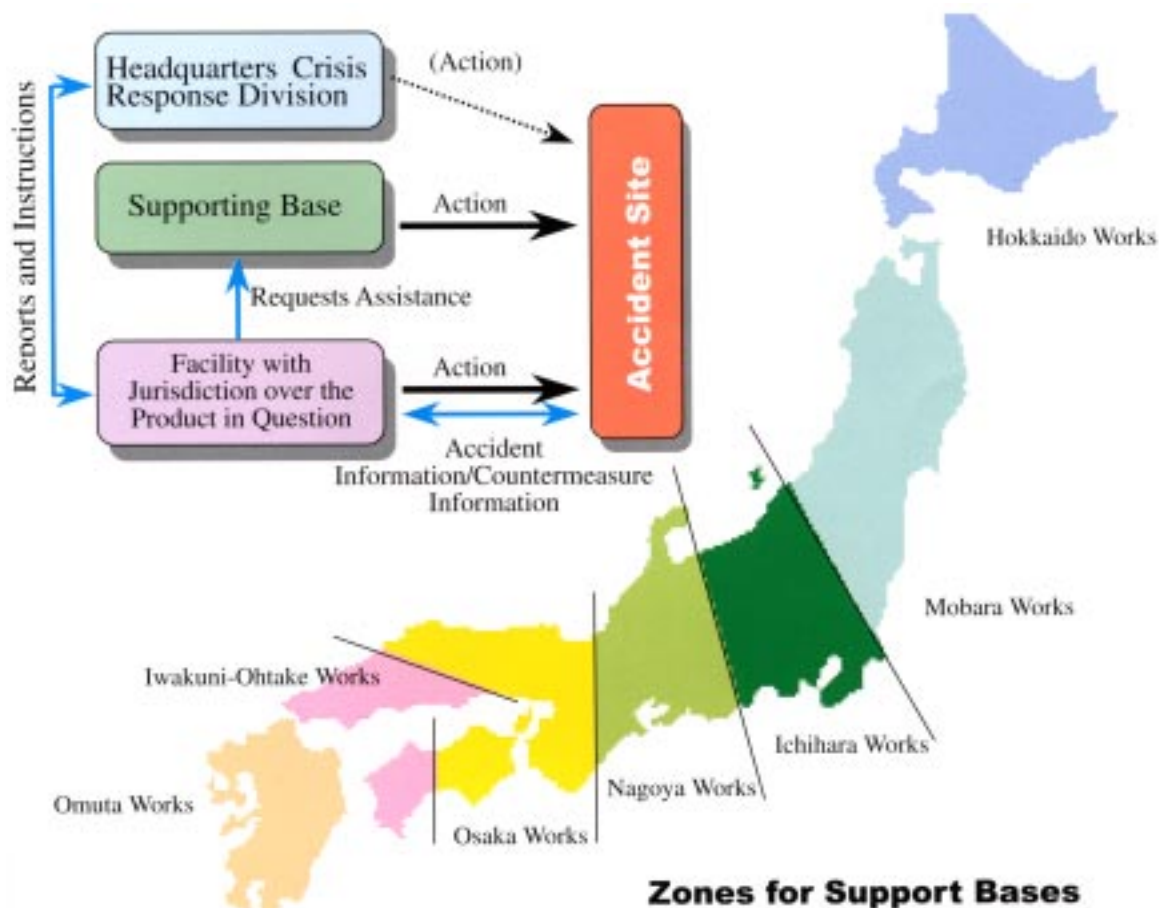 Headquarters Crisis
Response Division
(Action)
Reports and Instructions
Supporting Base
Action
Accident Site
Requests Assistance
Facility with
Jurisdiction over the
Product in Question
Action
Accident
Information/Countermeasure
Information
Hokkaido Works
Mobara Works
Iwakuni-Ohtake Works
Ichihara Works
Nagoya Works
Omuta Works
Osaka Works
Zones for Support Bases